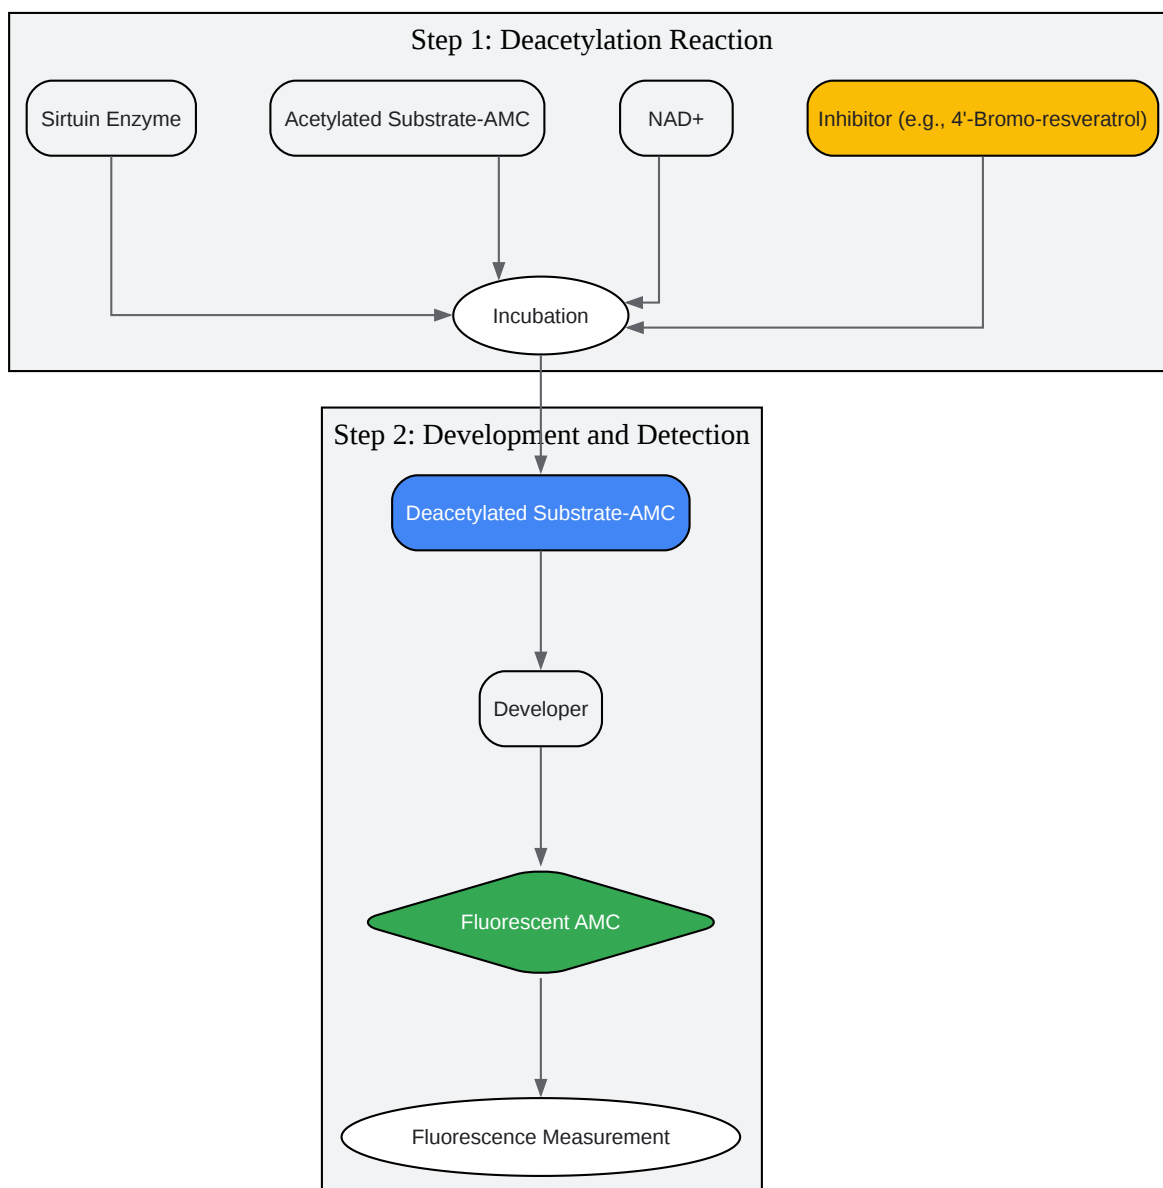 Step 1: Deacetylation Reaction
Sirtuin Enzyme
Acetylated Substrate-AMC
NAD+
Inhibitor (e.g., 4'-Bromo-resveratrol)
Incubation
Step 2: Development and Detection
Deacetylated Substrate-AMC
Developer
Fluorescent AMC
Fluorescence Measurement